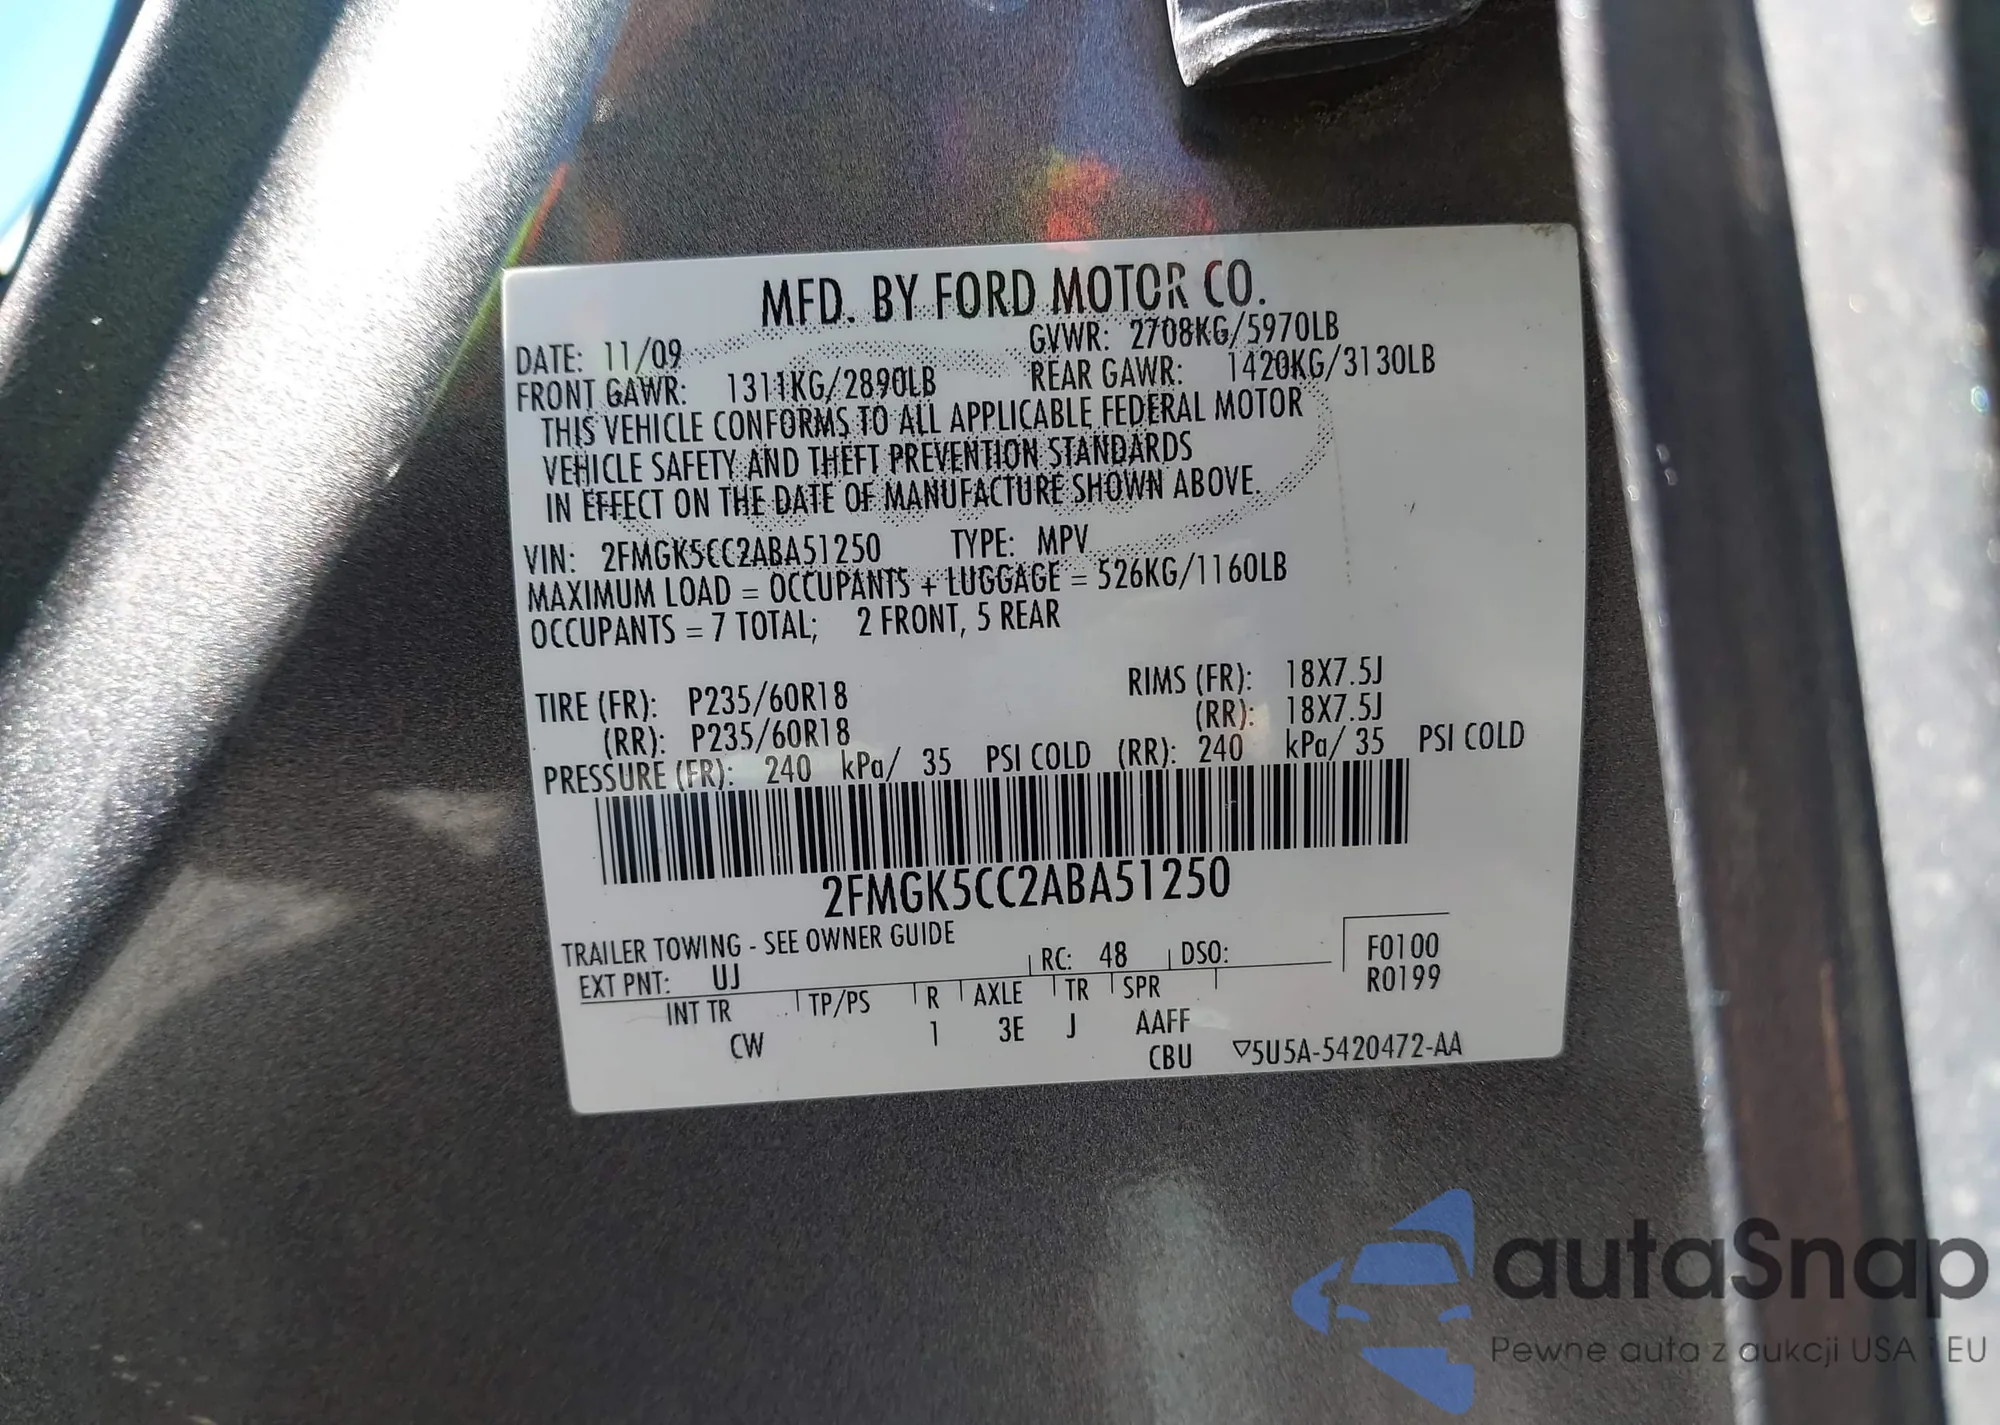 MFD. BY FORD MOTOR CO.
DATE: 11/09 GVWR: 2708KG/5970LB
FRONT GAWR: 1311KG/2890LB REAR GAWR: 1420KG/3130LB
THIS VEHICLE CONFORMS TO ALL APPLICABLE FEDERAL MOTOR
VEHICLE SAFETY AND THEFT PREVENTION STANDARDS
IN EFFECT ON THE DATE OF MANUFACTURE SHOWN ABOVE.
VIN: 2FMGK5CC2ABA51250 TYPE: MPV
MAXIMUM LOAD = OCCUPANTS + LUGGAGE = 526KG/1160LB
OCCUPANTS = 7 TOTAL; 2 FRONT, 5 REAR
TIRE (FR): P235/60R18 RIMS (FR): 18X7.5J
(RR): P235/60R18 (RR): 18X7.5J
PRESSURE (FR): 240 kPa/ 35 PSI COLD (RR): 240 kPa/ 35 PSI COLD
2FMGK5CC2ABA51250
TRAILER TOWING - SEE OWNER GUIDE
EXT PNT: UJ RC: 48 DSO: F0100
R0199
INT TR TP/PS R AXLE TR SPR
CW 1 3E J AAFF
CBU ▽5U5A-5420472-AA
autaSnap
Pewne auta z aukcji USA i EU